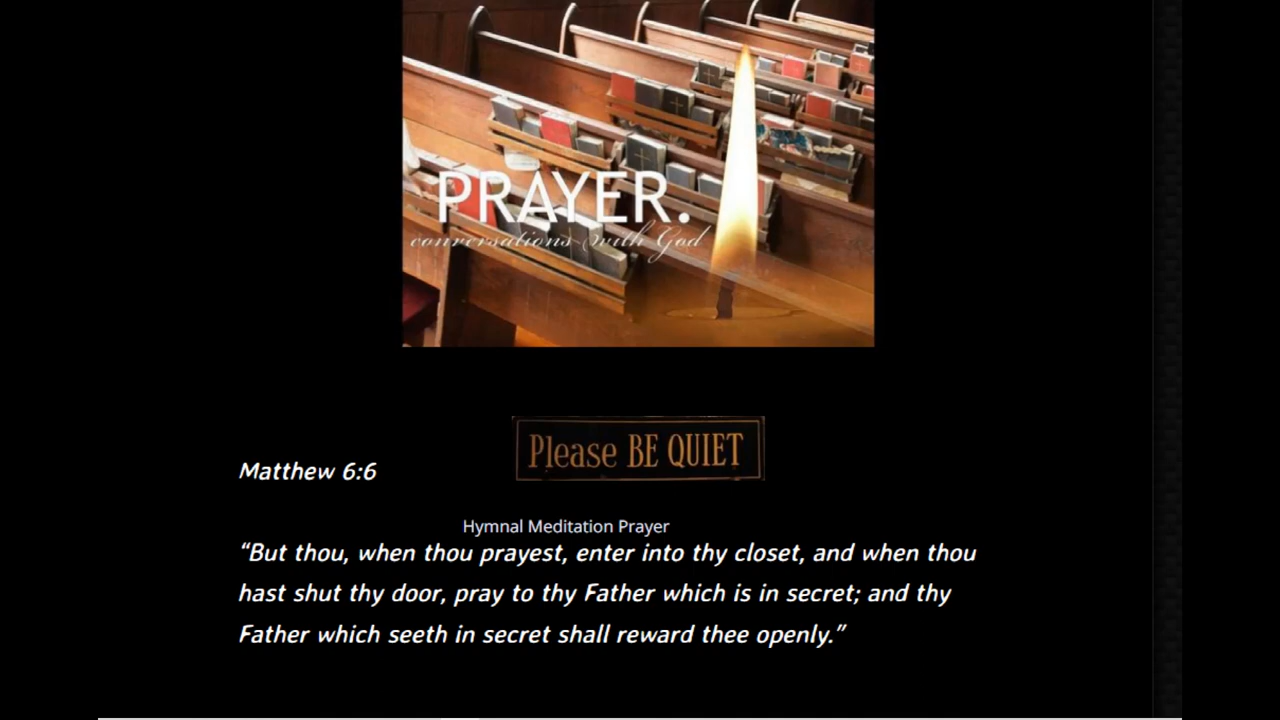 PRAYER.
conversations with God
Please BE QUIET
Matthew 6:6
Hymnal Meditation Prayer
“But thou, when thou prayest, enter into thy closet, and when thou
hast shut thy door, pray to thy Father which is in secret; and thy
Father which seeth in secret shall reward thee openly.”